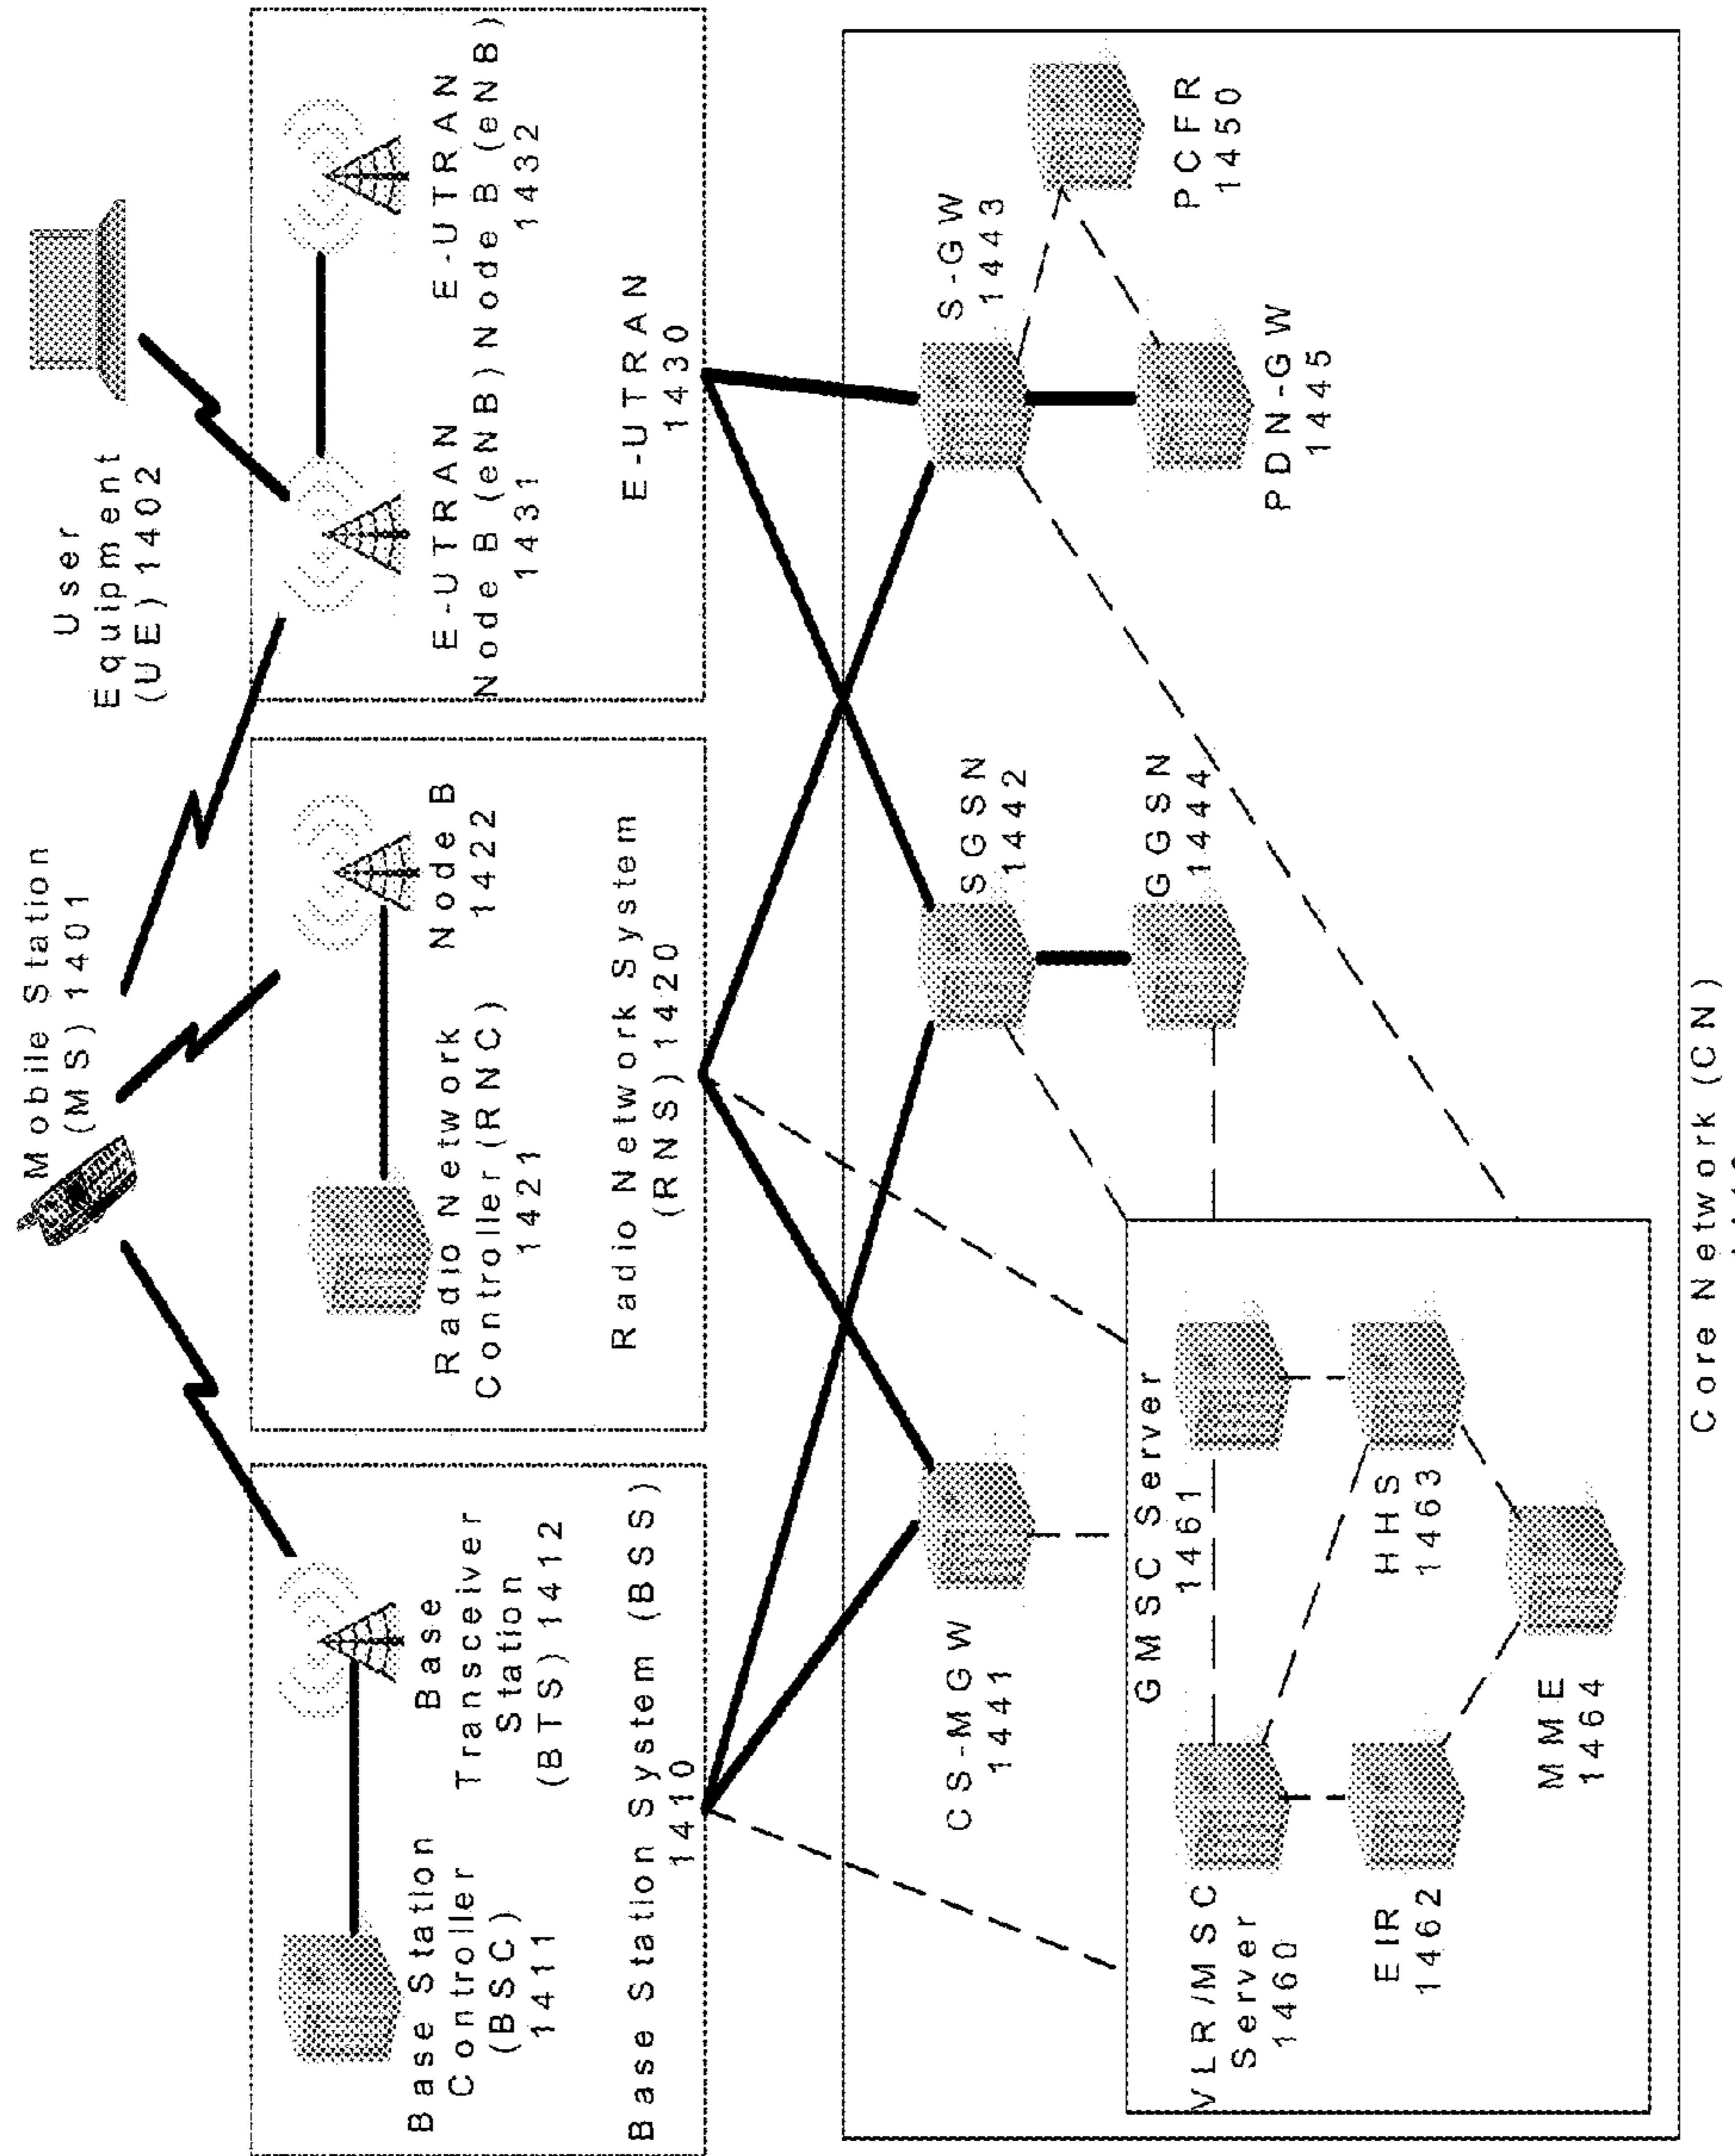 Mobile Station
(MS) 1401
User
Equipment
(UE) 1402
Base Station
Controller
(BSC)
1411
Base
Transceiver
Station
(BTS) 1412
Base Station System (BSS)
1410
Radio Network
Controller (RNC)
1421
Node B
1422
Radio Network System
(RNS) 1420
E-UTRAN
Node B (eNB)
1431
E-UTRAN
Node B (eNB)
1432
E-UTRAN
1430
CS-MGW
1441
SGSN
1442
S-GW
1443
GGSN
1444
PDN-GW
1445
PCFR
1450
GMSC Server
1461
VLR/MSC
Server
1460
EIR
1462
HHS
1463
MME
1464
Core Network (CN)